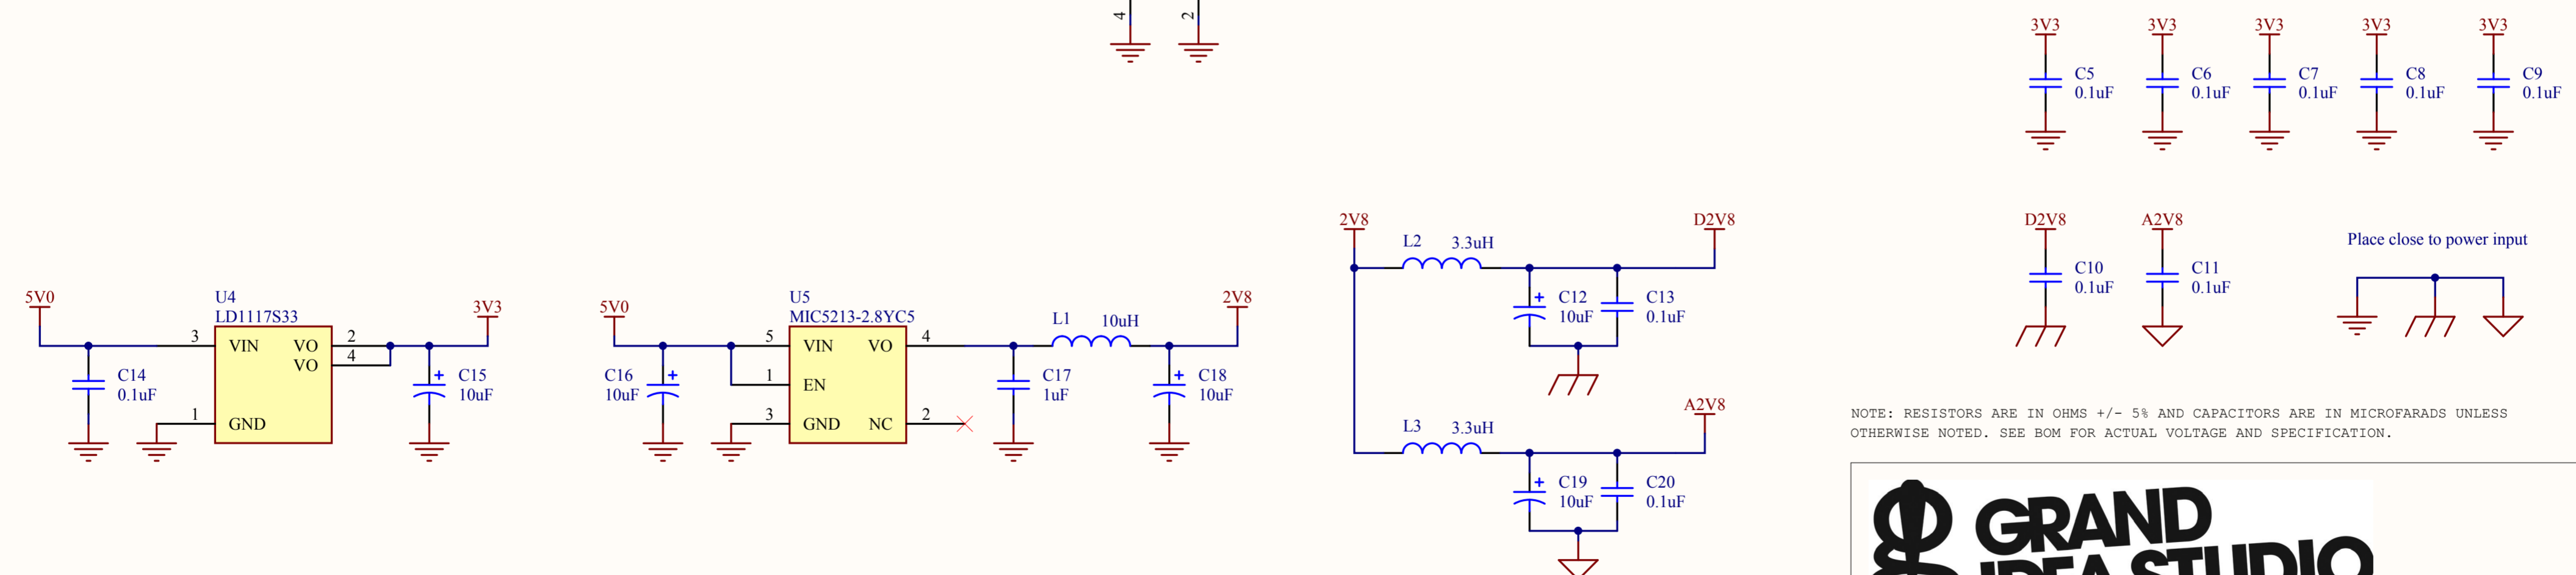 4
2
3V3
3V3
3V3
3V3
3V3
C5
0.1uF
C6
0.1uF
C7
0.1uF
C8
0.1uF
C9
0.1uF
5V0
U4
LD1117S33
3V3
3
VIN
VO
2
VO
4
C14
0.1uF
1
GND
C15
10uF
5V0
U5
MIC5213-2.8YC5
5
VIN
VO
4
1
EN
3
GND
NC
2
C16
10uF
L1
10uH
2V8
C17
1uF
C18
10uF
2V8
L2
3.3uH
D2V8
C12
10uF
C13
0.1uF
L3
3.3uH
A2V8
C19
10uF
C20
0.1uF
D2V8
C10
0.1uF
A2V8
C11
0.1uF
Place close to power input
NOTE: RESISTORS ARE IN OHMS +/- 5% AND CAPACITORS ARE IN MICROFARADS UNLESS
OTHERWISE NOTED. SEE BOM FOR ACTUAL VOLTAGE AND SPECIFICATION.
GRAND
IDEA STUDIO